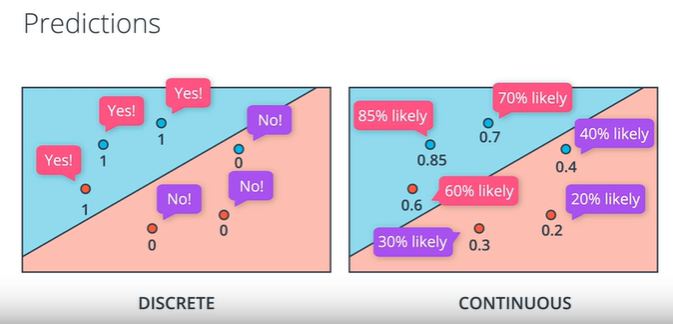 Predictions
Yes!
Yes!
Yes!
No!
1
1
0
No!
No!
1
0
0
DISCRETE
70% likely
85% likely
40% likely
0.7
0.85
0.4
60% likely
20% likely
0.6
0.2
30% likely
0.3
CONTINUOUS